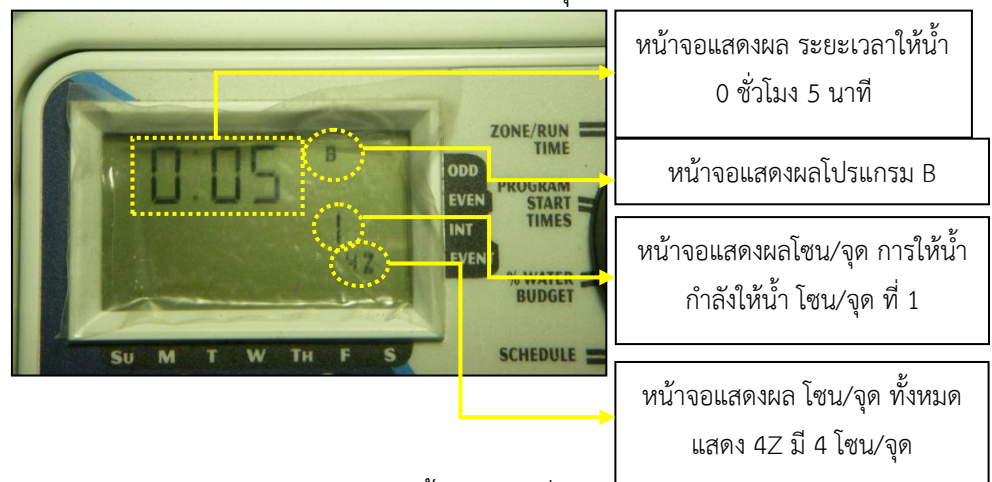 หน้าจอแสดงผล ระยะเวลาให้น้ำ
0 ชั่วโมง 5 นาที
หน้าจอแสดงผลโปรแกรม B
หน้าจอแสดงผลโซน/จุด การให้น้ำ
กำลังให้น้ำ โซน/จุด ที่ 1
หน้าจอแสดงผล โซน/จุด ทั้งหมด
แสดง 4Z มี 4 โซน/จุด
0.05
B
1
4Z
ODD
EVEN
INT
EVENT
ZONE/RUN
TIME
PROGRAM
START
TIMES
% WATER
BUDGET
SCHEDULE
SU M T W TH F S